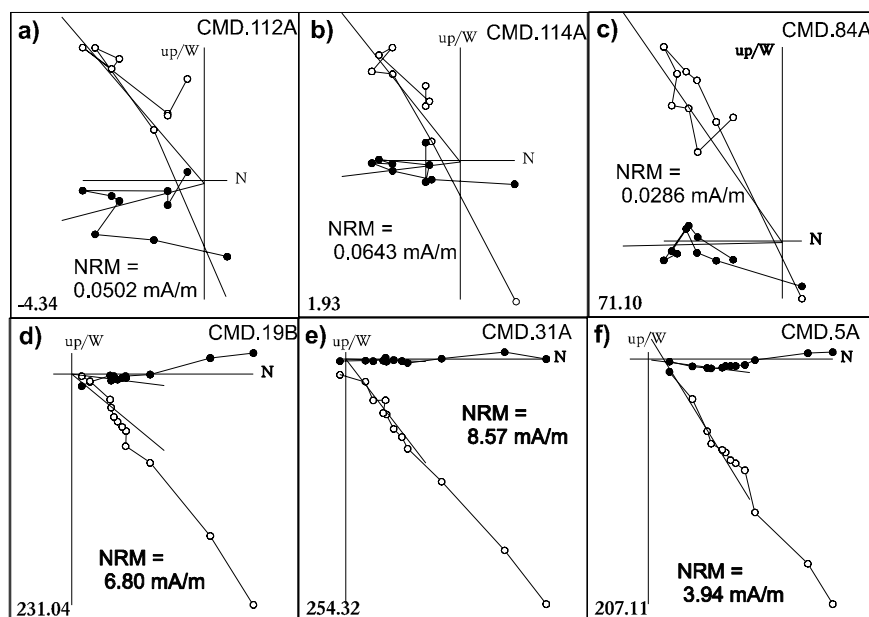 a)
CMD.112A
up/W
N
NRM =
0.0502 mA/m
-4.34
b)
CMD.114A
up/W
N
NRM =
0.0643 mA/m
1.93
c)
CMD.84A
up/W
NRM =
0.0286 mA/m
N
71.10
d)
CMD.19B
up/W
N
NRM =
6.80 mA/m
231.04
e)
CMD.31A
up/W
N
NRM =
8.57 mA/m
254.32
f)
CMD.5A
up/W
N
NRM =
3.94 mA/m
207.11